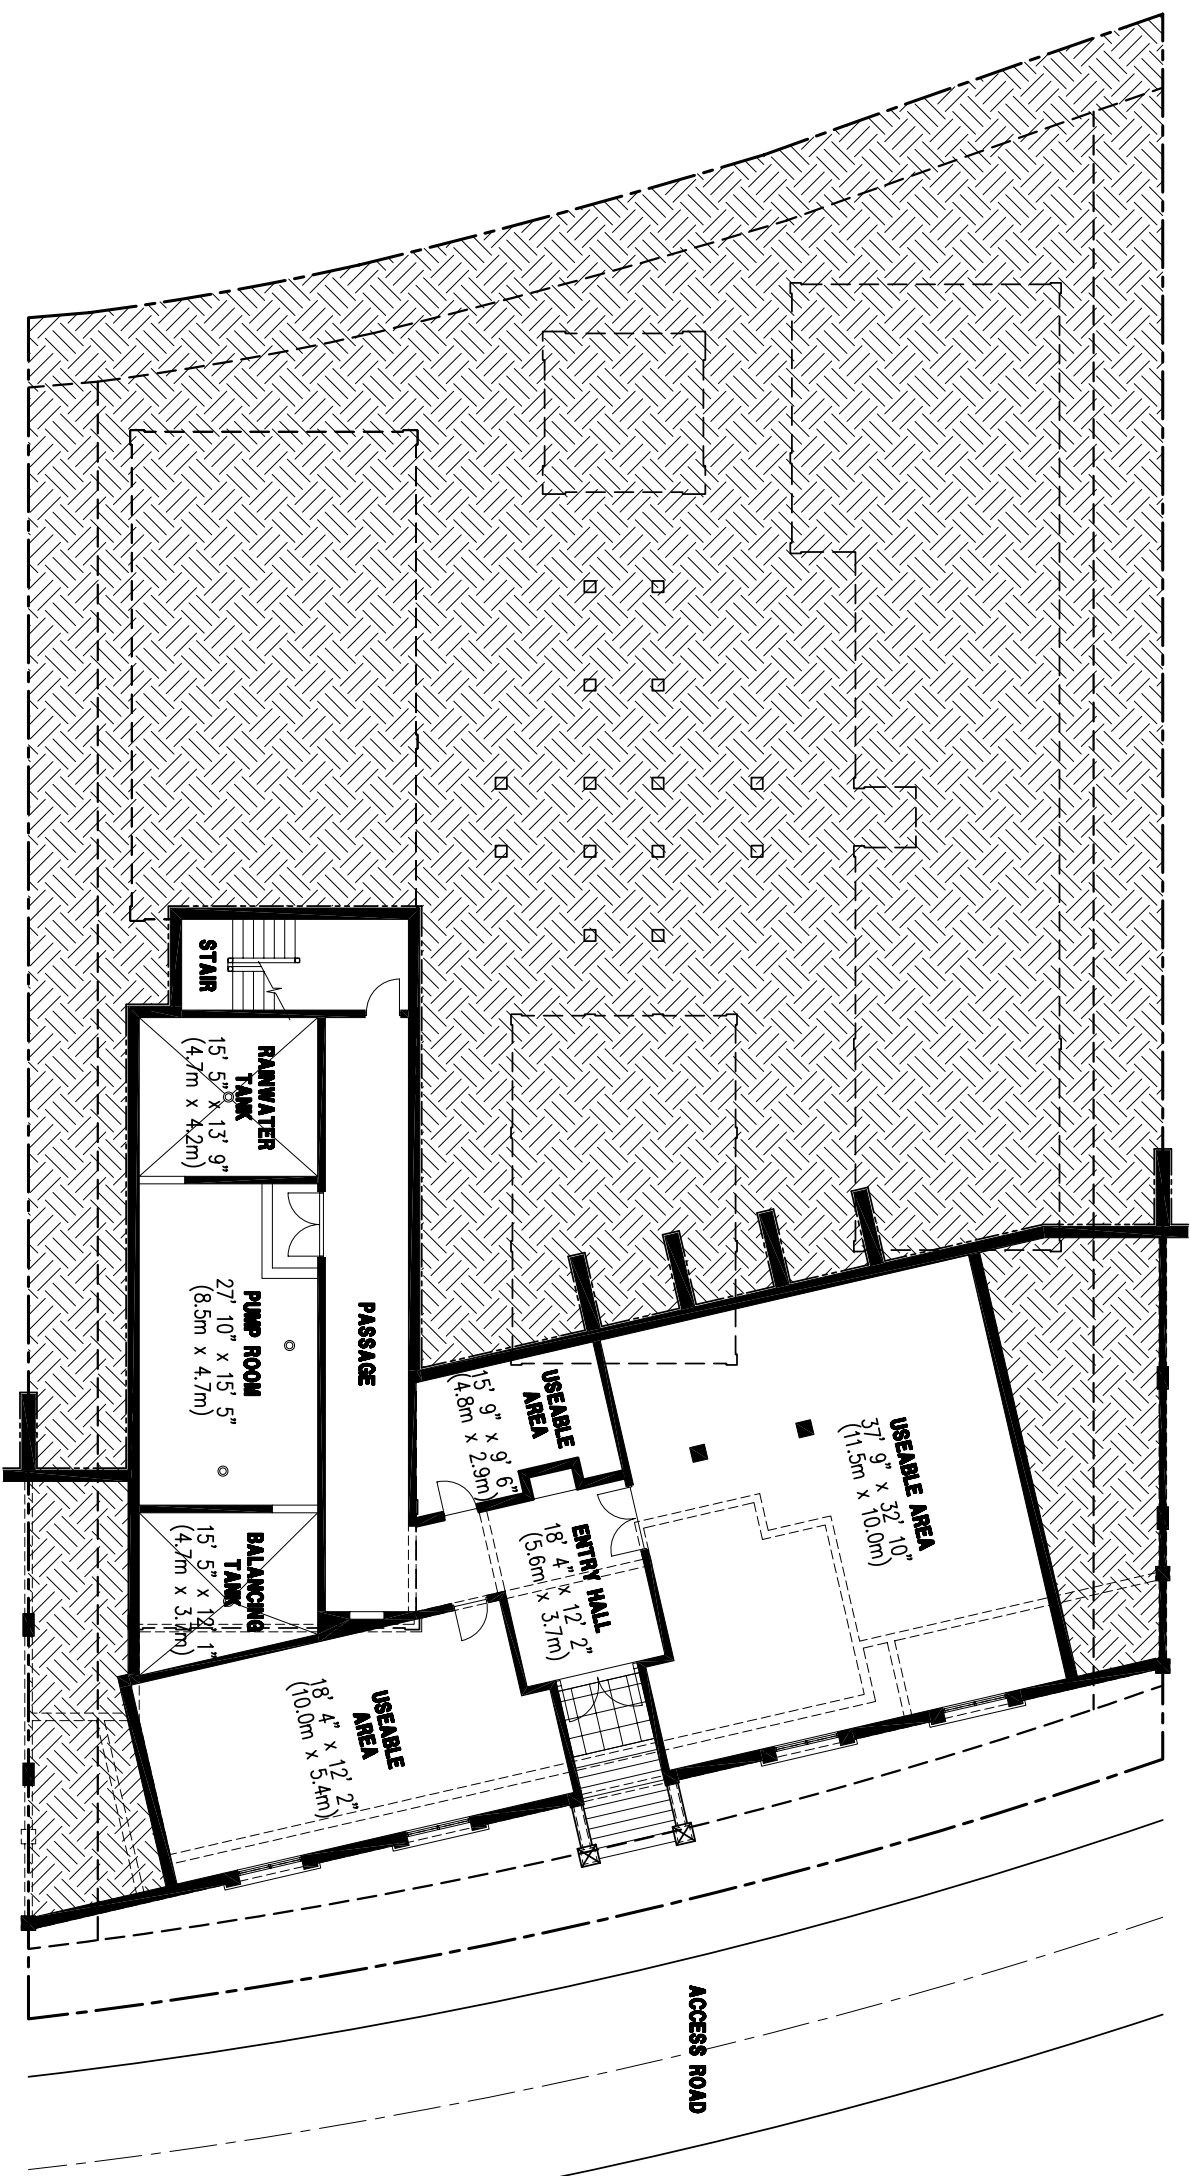 STAIR
RAINWATER
TANK
15' 5" x 13' 9"
(4.7m x 4.2m)
PUMP ROOM
27' 10" x 15' 5"
(8.5m x 4.7m)
PASSAGE
BALANCING
TANK
15' 5" x 12' 1"
(4.7m x 3.7m)
USEABLE
AREA
15' 9" x 9' 6"
(4.8m x 2.9m)
ENTRY HALL
18' 4" x 12' 2"
(5.6m x 3.7m)
USEABLE AREA
37' 9" x 32' 10"
(11.5m x 10.0m)
USEABLE
AREA
18' 4" x 12' 2"
(10.0m x 5.4m)
ACCESS ROAD